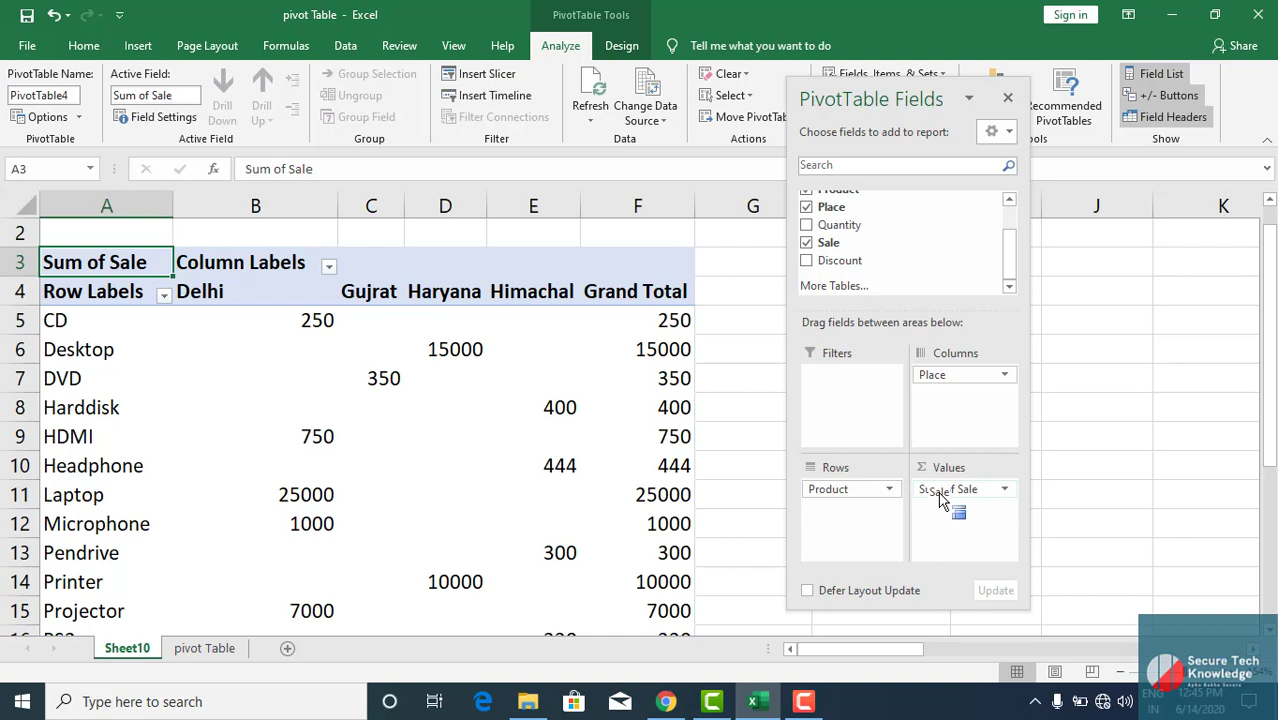 pivot Table - Excel
PivotTable Tools
Sign in
File Home Insert Page Layout Formulas Data Review View Help Analyze Design Tell me what you want to do Share
PivotTable Name:
PivotTable4
Options
PivotTable
Active Field:
Sum of Sale
Field Settings
Drill Down
Drill Up
Active Field
Group Selection
Ungroup
Group Field
Group
Insert Slicer
Insert Timeline
Filter Connections
Filter
Refresh
Change Data Source
Data
Clear
Select
Move PivotTab
Actions
Fields, Items, & Sets
Recommended PivotTables
ols
Field List
+/- Buttons
Field Headers
Show
A3 fx Sum of Sale
A B C D E F G J K
2
3 Sum of Sale Column Labels
4 Row Labels Delhi Gujrat Haryana Himachal Grand Total
5 CD 250 250
6 Desktop 15000 15000
7 DVD 350 350
8 Harddisk 400 400
9 HDMI 750 750
10 Headphone 444 444
11 Laptop 25000 25000
12 Microphone 1000 1000
13 Pendrive 300 300
14 Printer 10000 10000
15 Projector 7000 7000
PivotTable Fields
Choose fields to add to report:
Search
Product
Place
Quantity
Sale
Discount
More Tables...
Drag fields between areas below:
Filters Columns
Place
Rows Σ Values
Product Sum of Sale
Sale
Defer Layout Update Update
Sheet10 pivot Table
Secure Tech
Knowledge
Apka Rakhe Secure
Type here to search
ENG
IN
12:45 PM
6/14/2020